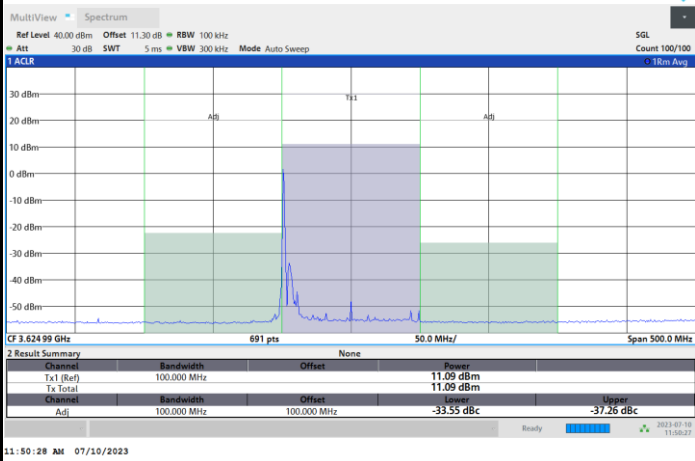 MultiView Spectrum
Ref Level 40.00 dBm Offset 11.30 dB RBW 100 kHz SGL
Att 30 dB SWT 5 ms VBW 300 kHz Mode Auto Sweep Count 100/100
1 ACLR 1Rm Avg
30 dBm
Tx1
20 dBm
Adj Adj
10 dBm
0 dBm
-10 dBm
-20 dBm
-30 dBm
-40 dBm
-50 dBm
CF 3.624 99 GHz 691 pts 50.0 MHz/ Span 500.0 MHz
2 Result Summary None
Channel Bandwidth Offset Power
Tx1 (Ref) 100.000 MHz 11.09 dBm
Tx Total 11.09 dBm
Channel Bandwidth Offset Lower Upper
Adj 100.000 MHz 100.000 MHz -33.55 dBc -37.26 dBc
Ready 2023-07-10
11:50:27
11:50:28 AM 07/10/2023